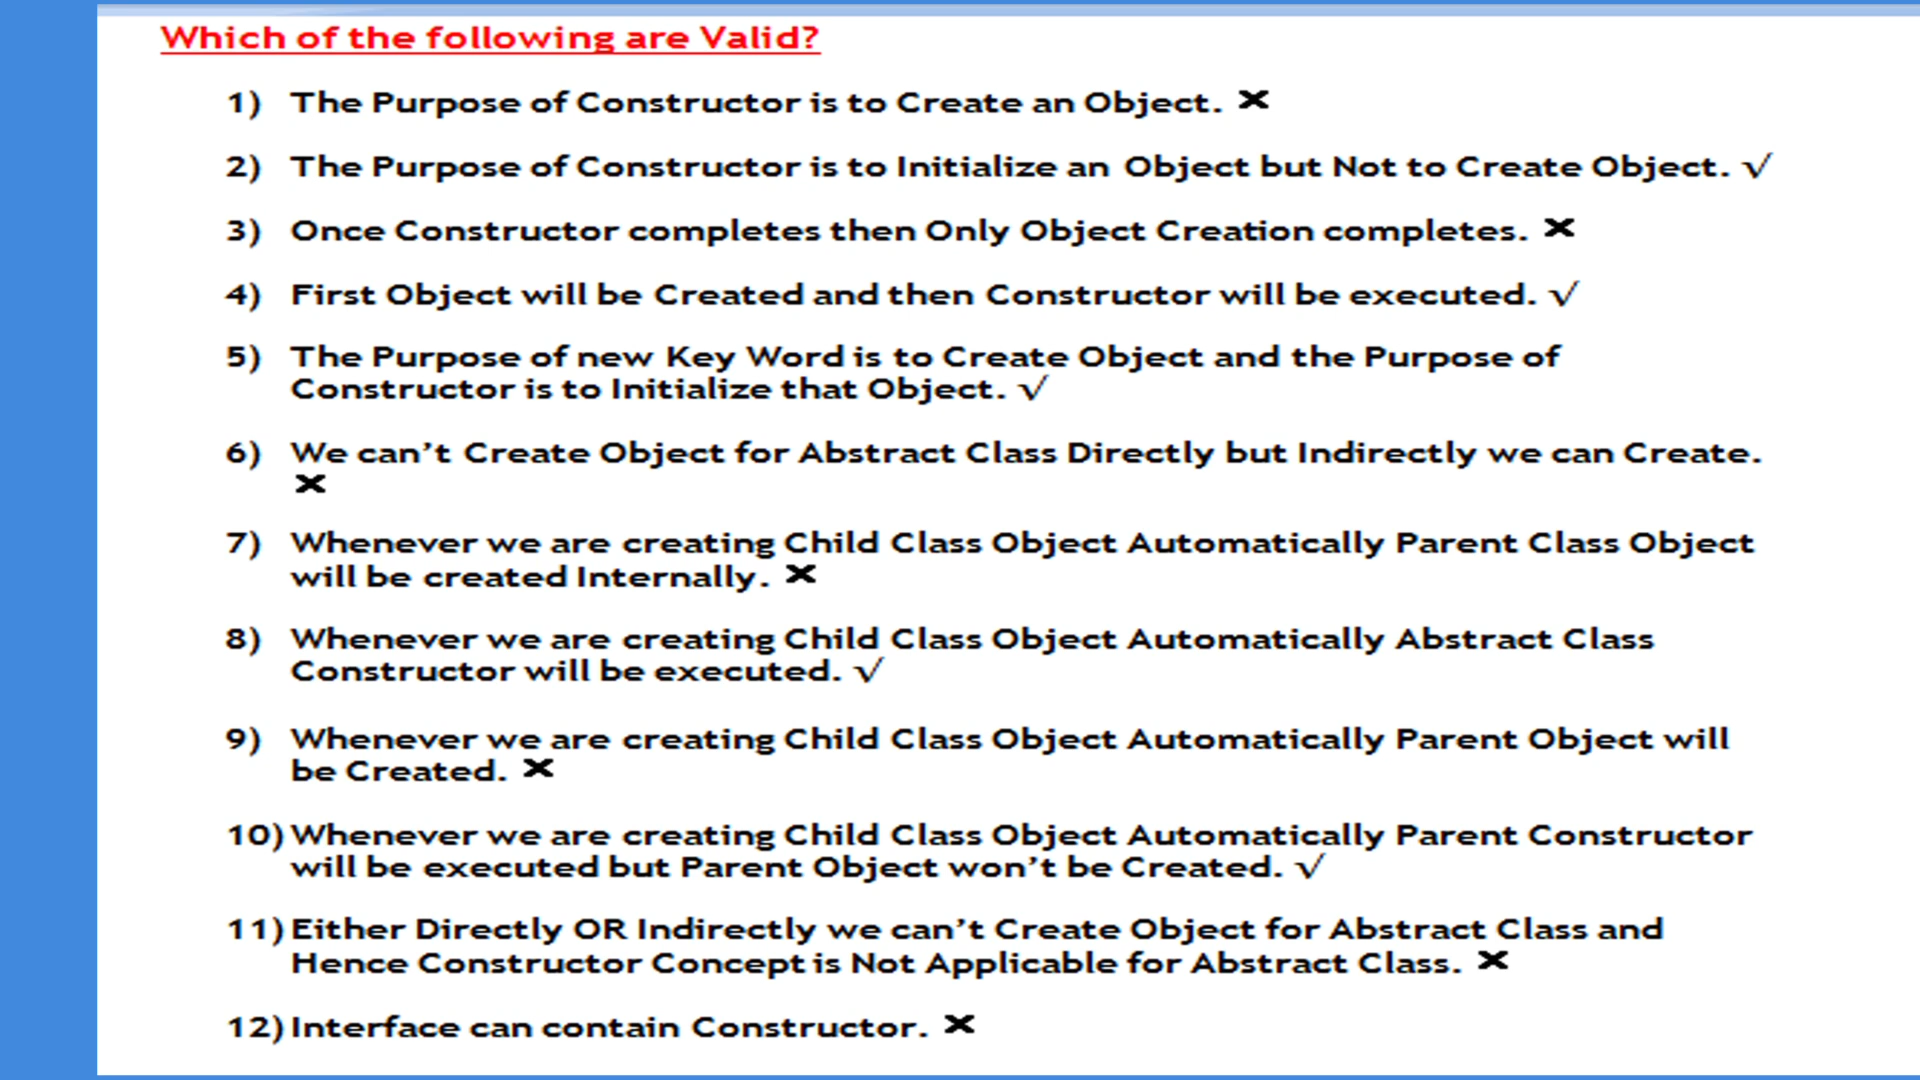 Which of the following are Valid?
1) The Purpose of Constructor is to Create an Object. ✖
2) The Purpose of Constructor is to Initialize an Object but Not to Create Object. √
3) Once Constructor completes then Only Object Creation completes. ✖
4) First Object will be Created and then Constructor will be executed. √
5) The Purpose of new Key Word is to Create Object and the Purpose of
Constructor is to Initialize that Object. √
6) We can’t Create Object for Abstract Class Directly but Indirectly we can Create.
✖
7) Whenever we are creating Child Class Object Automatically Parent Class Object
will be created Internally. ✖
8) Whenever we are creating Child Class Object Automatically Abstract Class
Constructor will be executed. √
9) Whenever we are creating Child Class Object Automatically Parent Object will
be Created. ✖
10) Whenever we are creating Child Class Object Automatically Parent Constructor
will be executed but Parent Object won’t be Created. √
11) Either Directly OR Indirectly we can’t Create Object for Abstract Class and
Hence Constructor Concept is Not Applicable for Abstract Class. ✖
12) Interface can contain Constructor. ✖